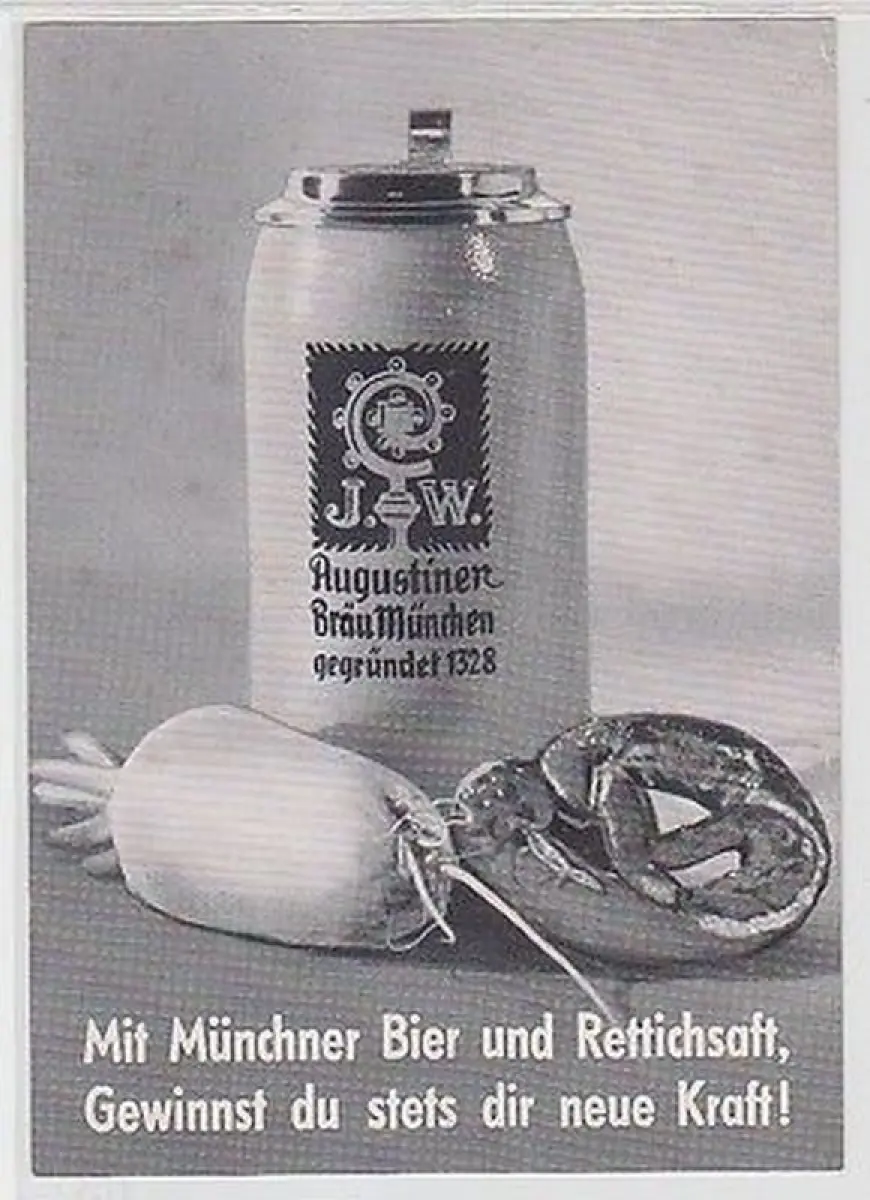 J. W.
Augustiner
Bräu München
gegründet 1328
Mit Münchner Bier und Rettichsaft,
Gewinnst du stets dir neue Kraft!